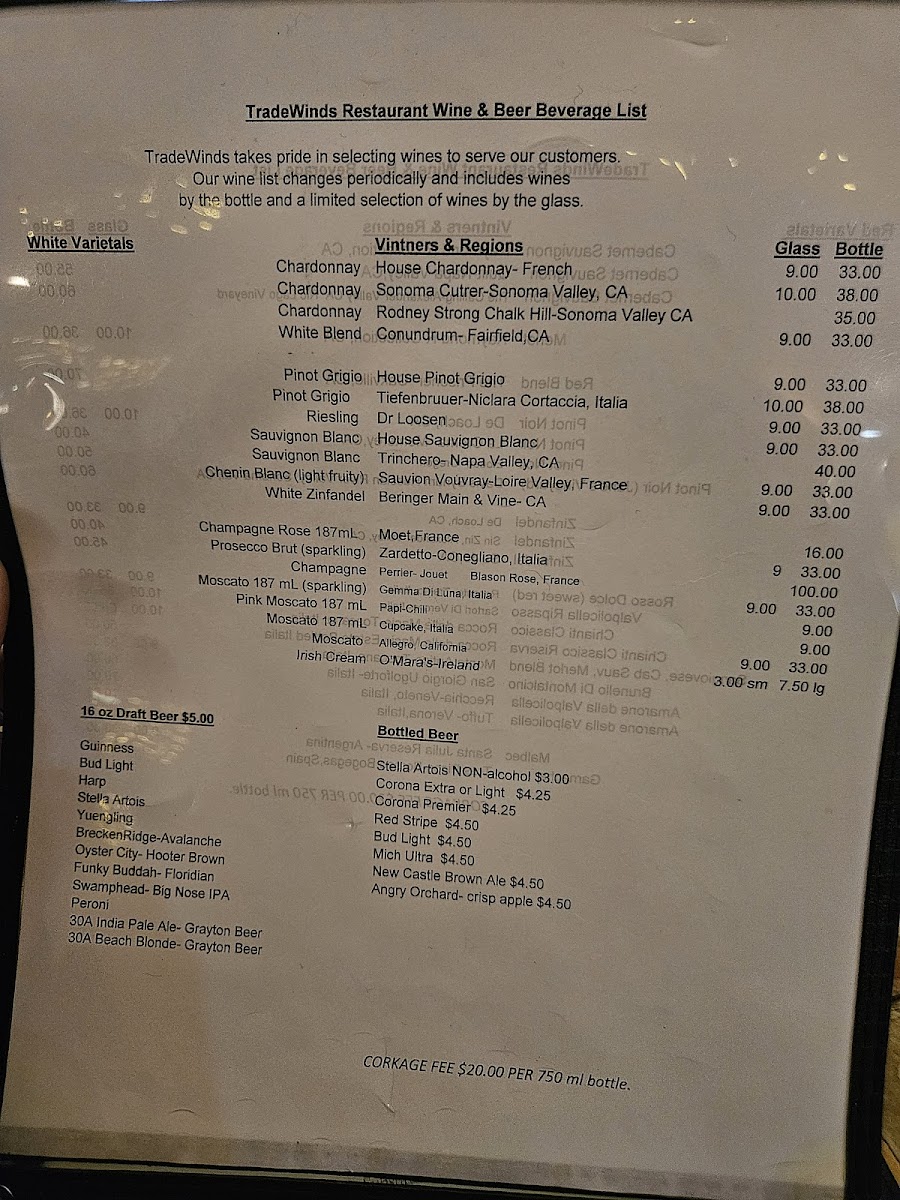 TradeWinds Restaurant Wine & Beer Beverage List
TradeWinds takes pride in selecting wines to serve our customers.
Our wine list changes periodically and includes wines
by the bottle and a limited selection of wines by the glass.
White Varietals Vintners & Regions Glass Bottle
Chardonnay House Chardonnay- French 9.00 33.00
Chardonnay Sonoma Cutrer-Sonoma Valley, CA 10.00 38.00
Chardonnay Rodney Strong Chalk Hill-Sonoma Valley CA 35.00
White Blend Conundrum- Fairfield,CA 9.00 33.00
Pinot Grigio House Pinot Grigio 9.00 33.00
Pinot Grigio Tiefenbruuer-Niclara Cortaccia, Italia 10.00 38.00
Riesling Dr Loosen 9.00 33.00
Sauvignon Blanc House Sauvignon Blanc 9.00 33.00
Sauvignon Blanc Trinchero- Napa Valley, CA 40.00
Chenin Blanc (light fruity) Sauvion Vouvray-Loire Valley, France 9.00 33.00
White Zinfandel Beringer Main & Vine- CA 9.00 33.00
Champagne Rose 187mL Moet,France 16.00
Prosecco Brut (sparkling) Zardetto-Conegliano, Italia 9 33.00
Champagne Perrier- Jouet Blason Rose, France 100.00
Moscato 187 mL (sparkling) Gemma Di Luna, Italia 9.00 33.00
Pink Moscato 187 mL Papi-Chili 9.00
Moscato 187 mL Cupcake, Italia 9.00
Moscato Allegro, California 9.00 33.00
Irish Cream O'Mara's-Ireland 3.00 sm 7.50 lg
16 oz Draft Beer $5.00
Guinness
Bud Light
Harp
Stella Artois
Yuengling
BreckenRidge-Avalanche
Oyster City- Hooter Brown
Funky Buddah- Floridian
Swamphead- Big Nose IPA
Peroni
30A India Pale Ale- Grayton Beer
30A Beach Blonde- Grayton Beer
Bottled Beer
Stella Artois NON-alcohol $3.00
Corona Extra or Light $4.25
Corona Premier $4.25
Red Stripe $4.50
Bud Light $4.50
Mich Ultra $4.50
New Castle Brown Ale $4.50
Angry Orchard- crisp apple $4.50
CORKAGE FEE $20.00 PER 750 ml bottle.